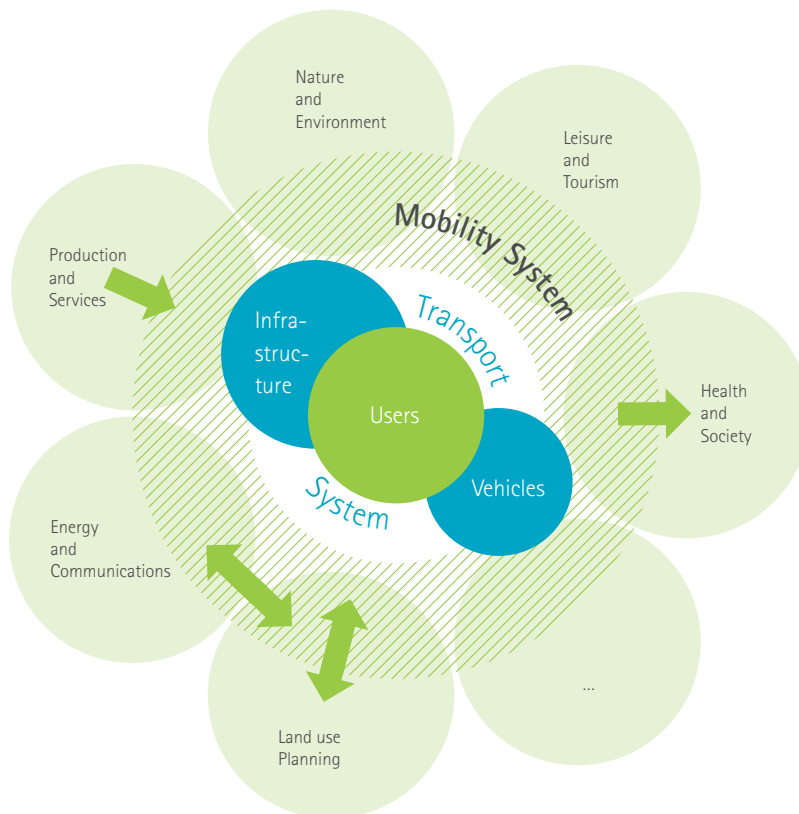 Nature
and
Environment
Leisure
and
Tourism
Mobility System
Production
and
Services
Transport
System
Infra-
struc-
ture
Users
Vehicles
Health
and
Society
Energy
and
Communications
...
Land use
Planning